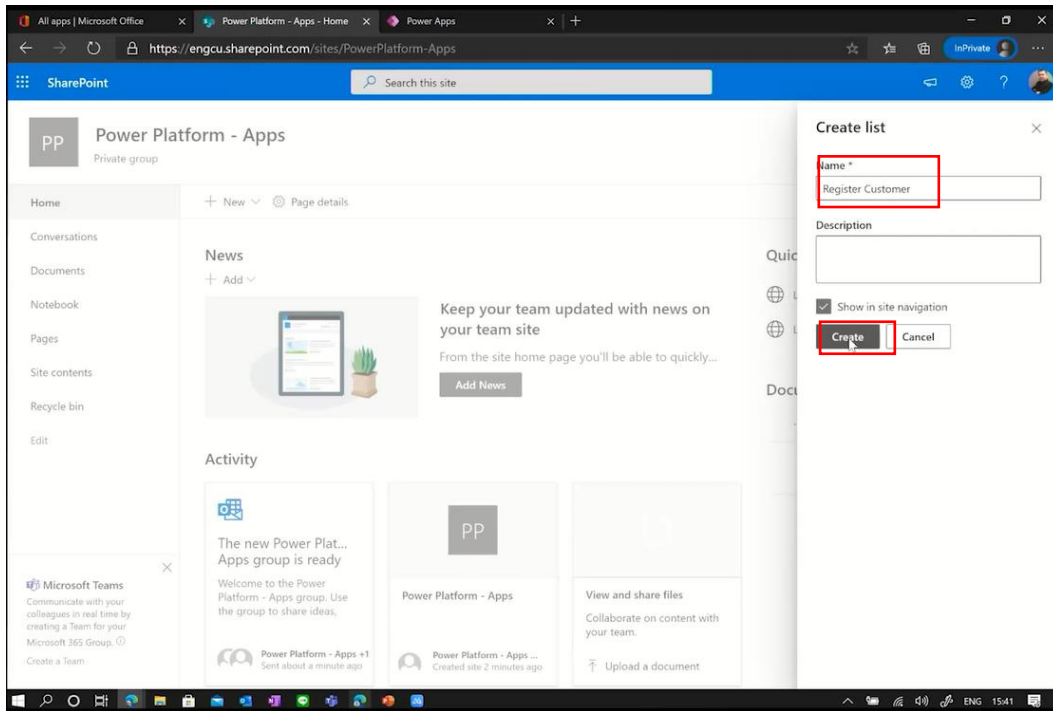 All apps | Microsoft Office
Power Platform - Apps - Home
Power Apps
https://engcu.sharepoint.com/sites/PowerPlatform-Apps
InPrivate
SharePoint
Search this site
PP
Power Platform - Apps
Private group
Home
Conversations
Documents
Notebook
Pages
Site contents
Recycle bin
Edit
+ New
Page details
News
+ Add
Keep your team updated with news on
your team site
From the site home page you'll be able to quickly...
Add News
Quic
Docu
Activity
The new Power Plat...
Apps group is ready
Welcome to the Power
Platform - Apps group. Use
the group to share ideas,
Power Platform - Apps +1
Sent about a minute ago
PP
Power Platform - Apps
Power Platform - Apps ...
Created site 2 minutes ago
View and share files
Collaborate on content with
your team.
Upload a document
Microsoft Teams
Communicate with your
colleagues in real time by
creating a Team for your
Microsoft 365 Group.
Create a Team
Create list
Name *
Register Customer
Description
Show in site navigation
Create
Cancel
ENG
15:41